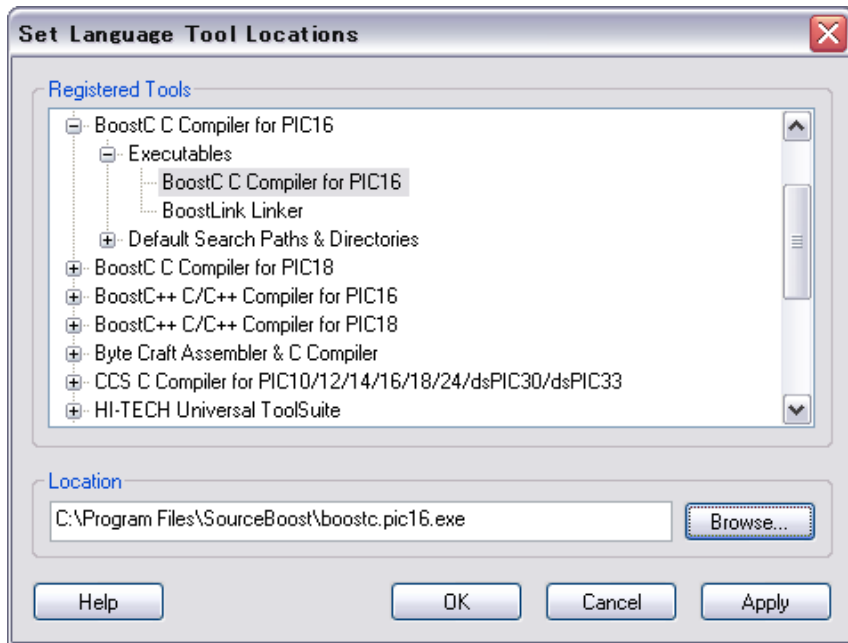 Set Language Tool Locations
Registered Tools
BoostC C Compiler for PIC16
Executables
BoostC C Compiler for PIC16
BoostLink Linker
Default Search Paths & Directories
BoostC C Compiler for PIC18
BoostC++ C/C++ Compiler for PIC16
BoostC++ C/C++ Compiler for PIC18
Byte Craft Assembler & C Compiler
CCS C Compiler for PIC10/12/14/16/18/24/dsPIC30/dsPIC33
HI-TECH Universal ToolSuite
Location
C:\Program Files\SourceBoost\boostc.pic16.exe
Browse...
Help
OK
Cancel
Apply